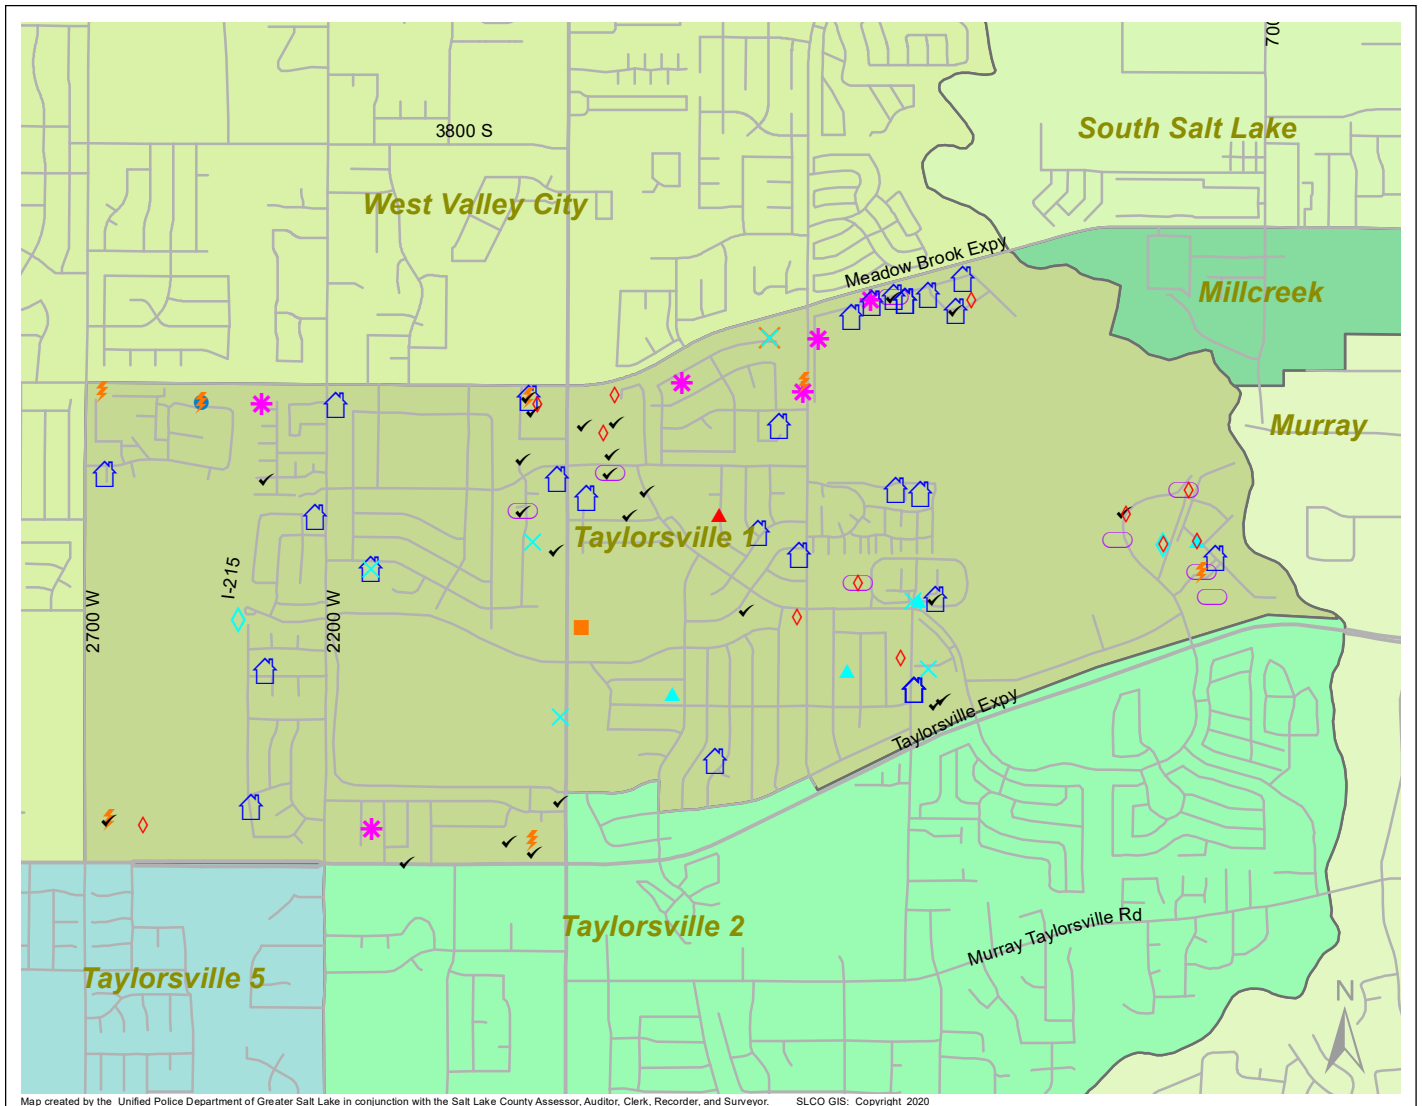 700
3800 S
South Salt Lake
West Valley City
Meadow Brook Expy
Millcreek
Murray
Taylorsville 1
I-215
2700 W
2200 W
Taylorsville Expy
Taylorsville 2
Murray Taylorsville Rd
Taylorsville 5
N
Map created by the Unified Police Department of Greater Salt Lake in conjunction with the Salt Lake County Assessor, Auditor, Clerk, Recorder, and Surveyor. SLCO GIS: Copyright 2020